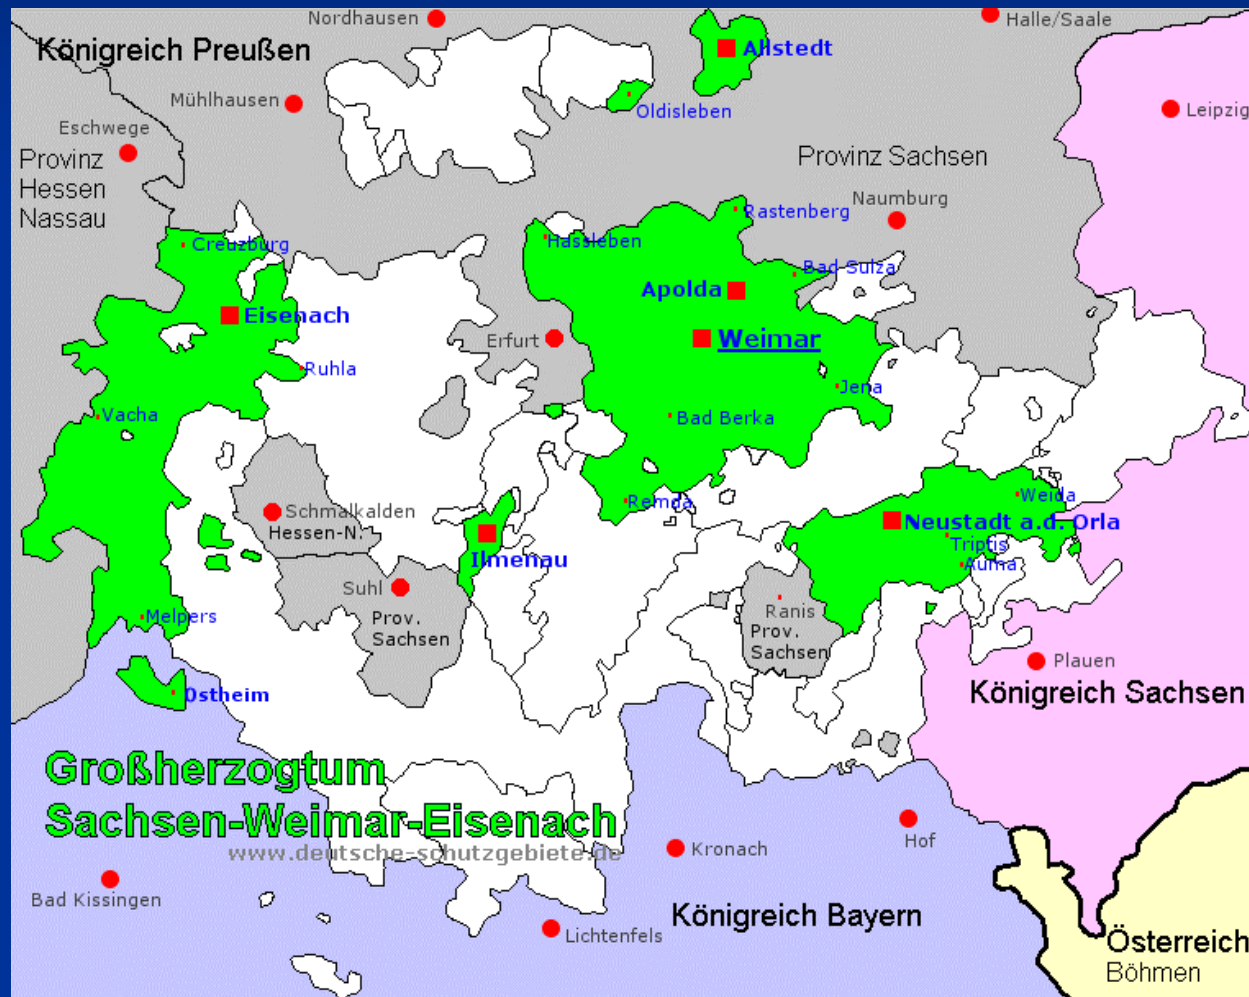 Nordhausen
Halle/Saale
Königreich Preußen
Allstedt
Mühlhausen
Oldisleben
Leipzig
Eschwege
Provinz
Hessen
Nassau
Provinz Sachsen
Naumburg
Rastenberg
Creuzburg
Hassleben
Bad Sulza
Apolda
Eisenach
Erfurt
Weimar
Ruhla
Jena
Vacha
Bad Berka
Schmalkalden
Hessen-N.
Remda
Weida
Neustadt a.d. Orla
Triptis
Auma
Ilmenau
Suhl
Prov.
Sachsen
Ranis
Prov.
Sachsen
Melpers
Plauen
Ostheim
Königreich Sachsen
Großherzogtum
Sachsen-Weimar-Eisenach
www.deutsche-schutzgebiete.de
Hof
Kronach
Bad Kissingen
Königreich Bayern
Lichtenfels
Österreich
Böhmen